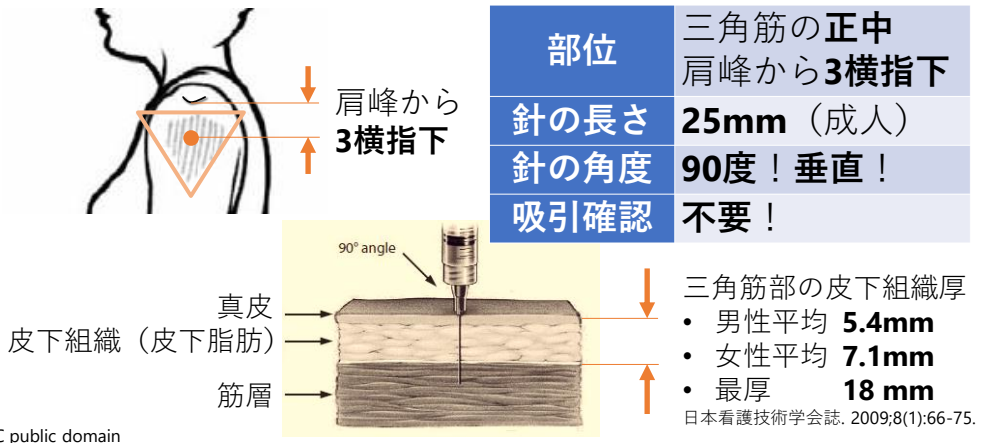 肩峰から
3横指下
部位 三角筋の正中
肩峰から3横指下
針の長さ 25mm（成人）
針の角度 90度！垂直！
吸引確認 不要！
90° angle
真皮
皮下組織（皮下脂肪）
筋層
三角筋部の皮下組織厚
• 男性平均 5.4mm
• 女性平均 7.1mm
• 最厚 18 mm
日本看護技術学会誌. 2009;8(1):66-75.
C public domain